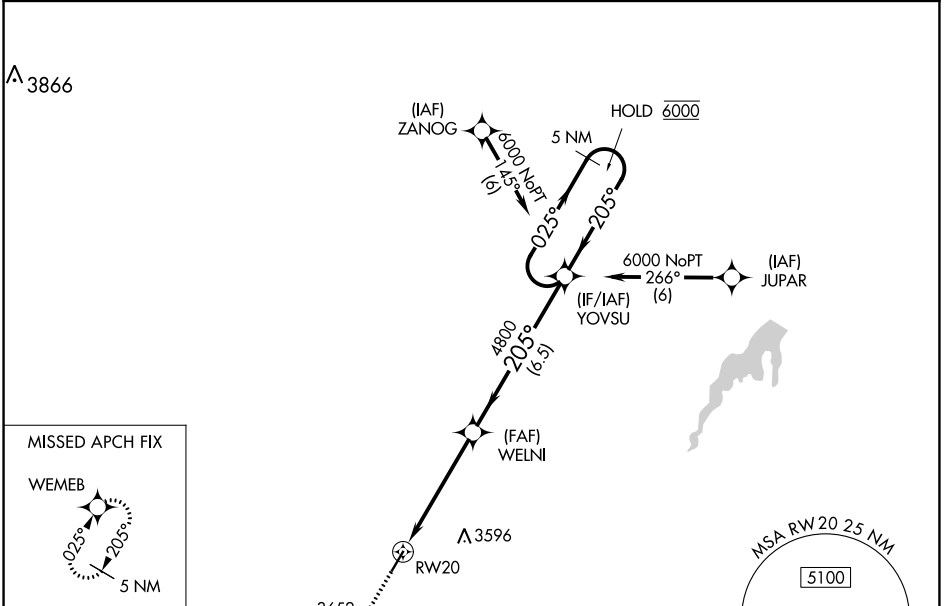 3866
(IAF)
ZANOG
6000 NoPT
145°
(6)
HOLD 6000
5 NM
025°
205°
6000 NoPT
266°
(6)
(IAF)
JUPAR
(IF/IAF)
YOVSU
4800
205°
(6.5)
(FAF)
WELNI
3596
RW20
MISSED APCH FIX
WEMEB
025°
205°
5 NM
MSA RW20 25 NM
5100